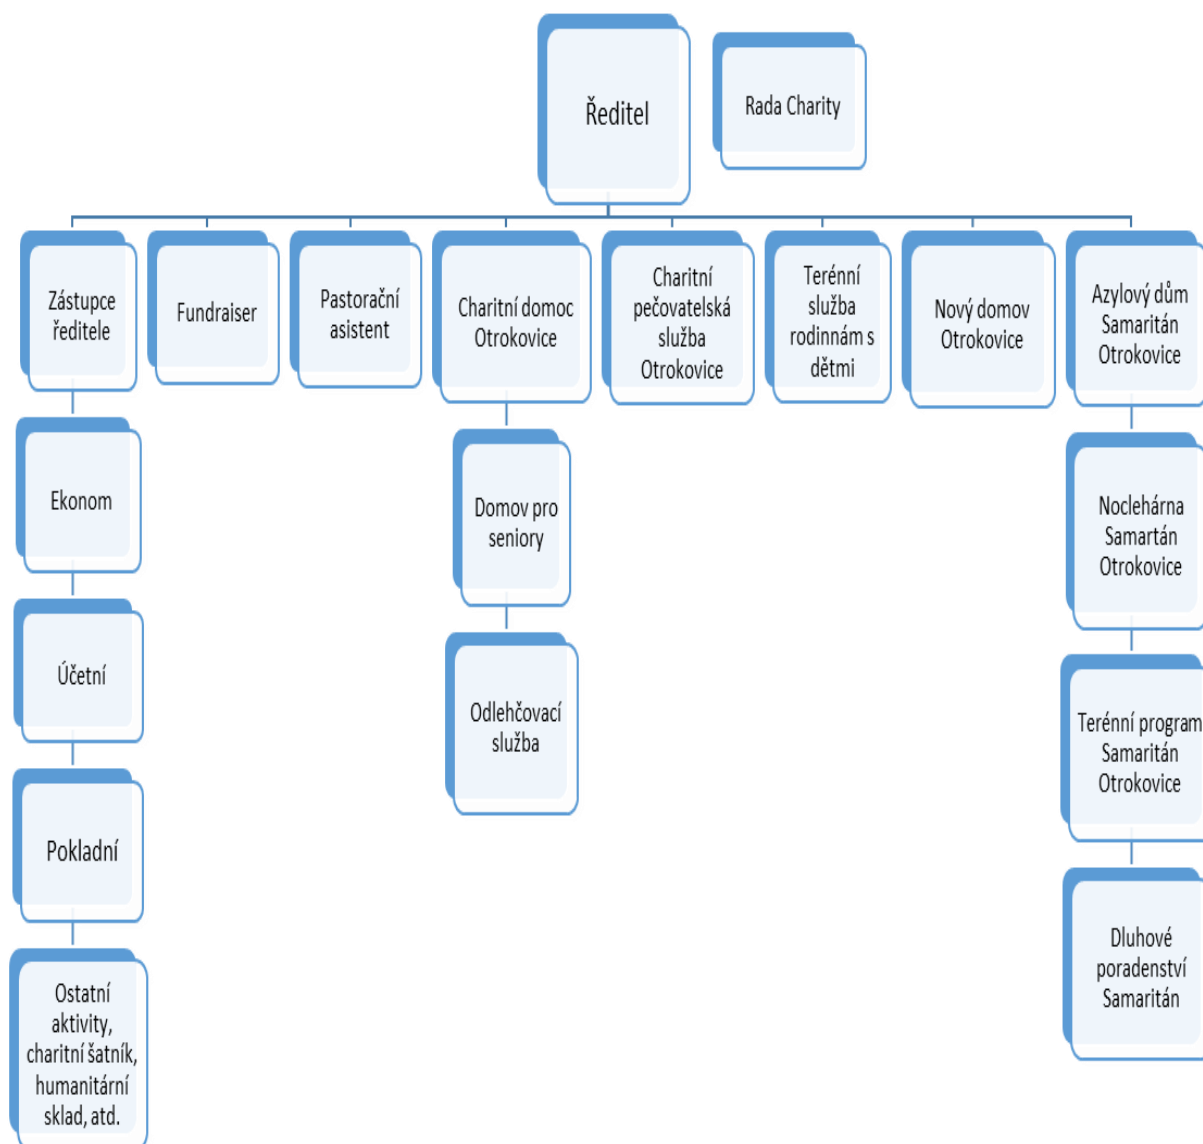 Ředitel
Rada Charity
Zástupce
ředitele
Fundraiser
Pastorační
asistent
Charitní domoc
Otrokovice
Charitní
pečovatelská
služba
Otrokovice
Terénní
služba
rodinnám s
dětmi
Nový domov
Otrokovice
Azylový dům
Samaritán
Otrokovice
Ekonom
Domov pro
seniory
Noclehárna
Samartán
Otrokovice
Účetní
Odlehčovací
služba
Terénní program
Samaritán
Otrokovice
Pokladní
Dluhové
poradenství
Samaritán
Ostatní
aktivity,
charitní šatník,
humanitární
sklad, atd.